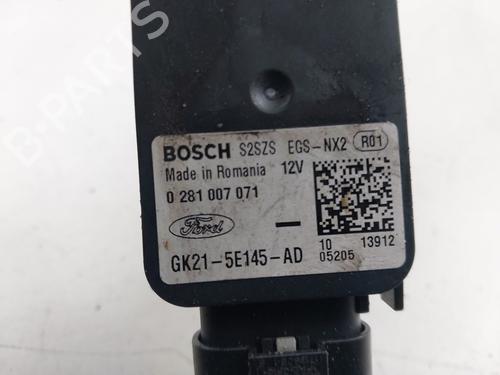 BOSCH S2SZS EGS-NX2 R01
Made in Romania 12V
0 281 007 071
Ford
10 13912
GK21-5E145-AD 05205